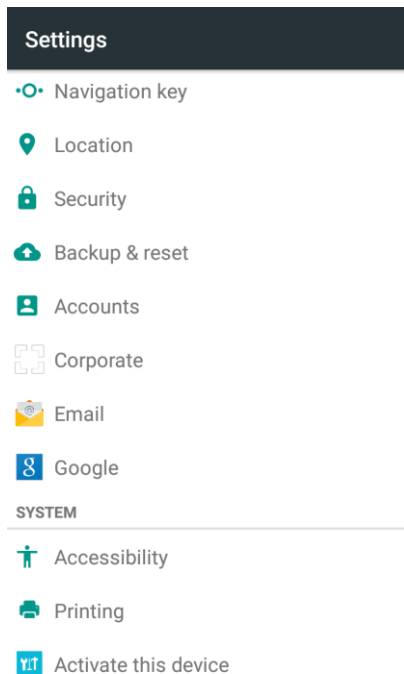 Settings
Navigation key
Location
Security
Backup & reset
Accounts
Corporate
Email
Google
SYSTEM
Accessibility
Printing
Activate this device